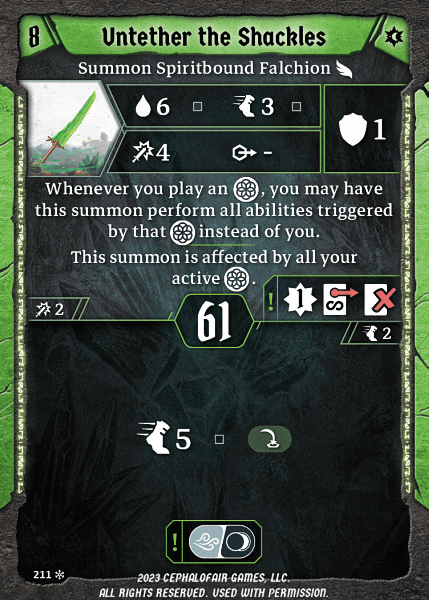 8
Untether the Shackles
Summon Spiritbound Falchion
6
3
1
4
-
Whenever you play an , you may have
this summon perform all abilities triggered
by that instead of you.
This summon is affected by all your
active .
! 1
2
61
2
5
!
211
2023 CEPHALOFAIR GAMES, LLC.
ALL RIGHTS RESERVED. USED WITH PERMISSION.